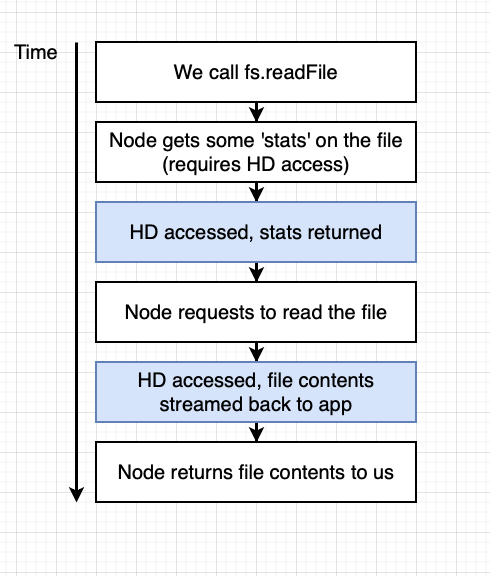 Time
We call fs.readFile
Node gets some 'stats' on the file
(requires HD access)
HD accessed, stats returned
Node requests to read the file
HD accessed, file contents
streamed back to app
Node returns file contents to us